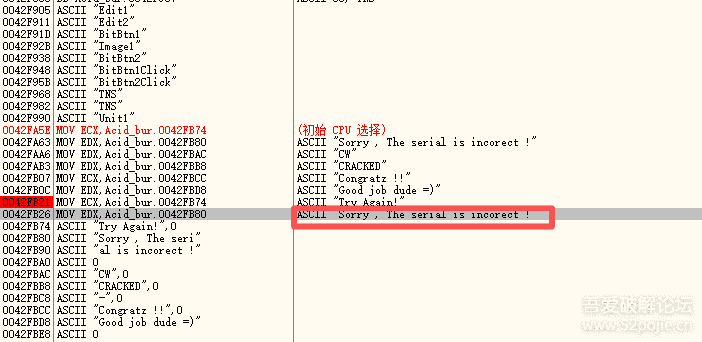 0042F905 ASCII "Edit1"
0042F911 ASCII "Edit2"
0042F91D ASCII "BitBtn1"
0042F92B ASCII "Image1"
0042F938 ASCII "BitBtn2"
0042F948 ASCII "BitBtn1Click"
0042F95B ASCII "BitBtn2Click"
0042F968 ASCII "TNS"
0042F982 ASCII "TNS"
0042F990 ASCII "Unit1"
0042FA5E MOV ECX,Acid_bur.0042FB74 (初始 CPU 选择)
0042FA63 MOV EDX,Acid_bur.0042FB80 ASCII "Sorry , The serial is incorect !"
0042FAA6 MOV EDX,Acid_bur.0042FBAC ASCII "CW"
0042FAB3 MOV EDX,Acid_bur.0042FBB8 ASCII "CRACKED"
0042FB07 MOV ECX,Acid_bur.0042FBCC ASCII "Congratz !!"
0042FB0C MOV EDX,Acid_bur.0042FBD8 ASCII "Good job dude =)"
0042FB21 MOV ECX,Acid_bur.0042FB74 ASCII "Try Again!"
0042FB26 MOV EDX,Acid_bur.0042FB80 ASCII "Sorry , The serial is incorect !
0042FB74 ASCII "Try Again!",0
0042FB80 ASCII "Sorry , The seri"
0042FB90 ASCII "al is incorect !"
0042FBA0 ASCII 0
0042FBAC ASCII "CW",0
0042FBB8 ASCII "CRACKED",0
0042FBC8 ASCII "-",0
0042FBCC ASCII "Congratz !!",0
0042FBD8 ASCII "Good job dude =)"
0042FBE8 ASCII 0
吾爱破解论坛
www.52pojie.cn